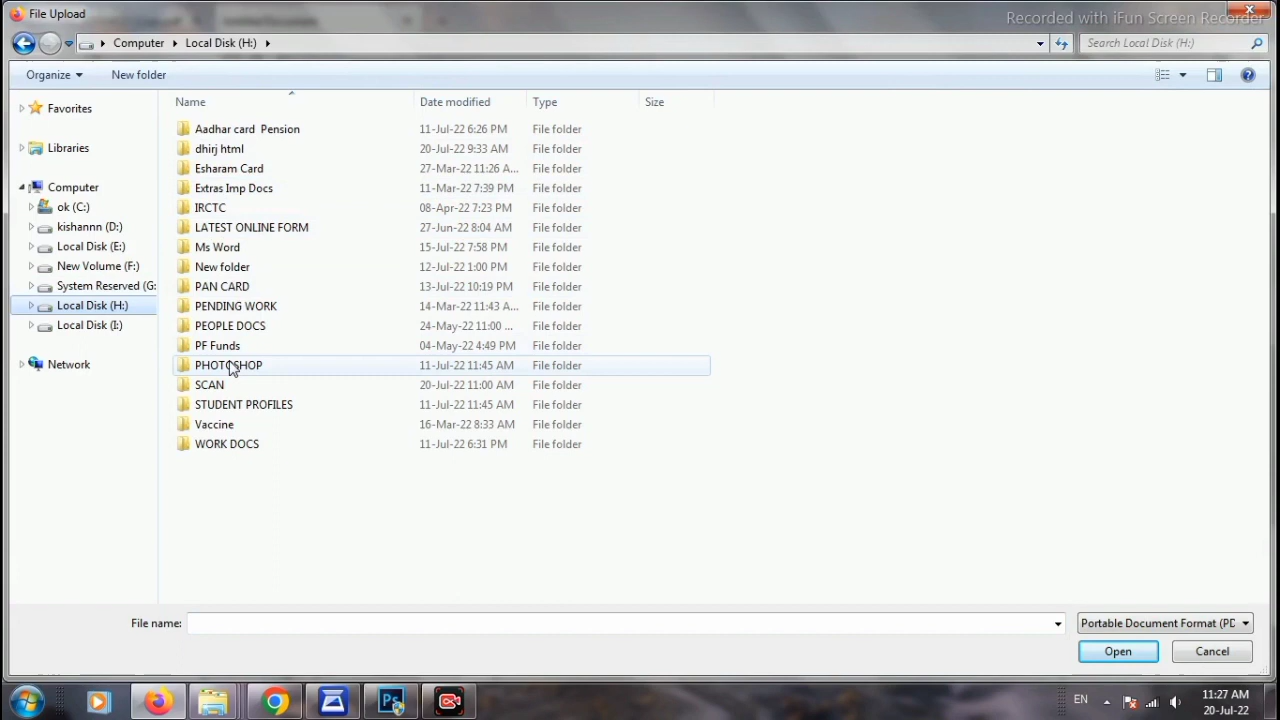 File Upload
Recorded with iFun Screen Recorder
Computer
Local Disk (H:)
Search Local Disk (H:)
Organize
New folder
Name
Date modified
Type
Size
Favorites
Libraries
Computer
ok (C:)
kishannn (D:)
Local Disk (E:)
New Volume (F:)
System Reserved (G:
Local Disk (H:)
Local Disk (I:)
Network
Aadhar card  Pension 11-Jul-22 6:26 PM File folder
dhirj html 20-Jul-22 9:33 AM File folder
Esharam Card 27-Mar-22 11:26 A... File folder
Extras Imp Docs 11-Mar-22 7:39 PM File folder
IRCTC 08-Apr-22 7:23 PM File folder
LATEST ONLINE FORM 27-Jun-22 8:04 AM File folder
Ms Word 15-Jul-22 7:58 PM File folder
New folder 12-Jul-22 1:00 PM File folder
PAN CARD 13-Jul-22 10:19 PM File folder
PENDING WORK 14-Mar-22 11:43 A... File folder
PEOPLE DOCS 24-May-22 11:00 ... File folder
PF Funds 04-May-22 4:49 PM File folder
PHOTOSHOP 11-Jul-22 11:45 AM File folder
SCAN 20-Jul-22 11:00 AM File folder
STUDENT PROFILES 11-Jul-22 11:45 AM File folder
Vaccine 16-Mar-22 8:33 AM File folder
WORK DOCS 11-Jul-22 6:31 PM File folder
File name:
Portable Document Format (PD
Open
Cancel
Ps
EN
11:27 AM
20-Jul-22